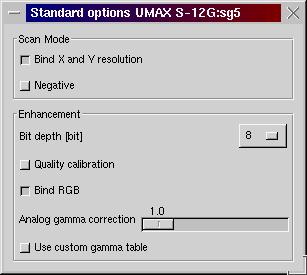 Standard options UMAX S-12G:sg5
Scan Mode
Bind X and Y resolution
Negative
Enhancement
Bit depth [bit]
8
Quality calibration
Bind RGB
1.0
Analog gamma correction
Use custom gamma table